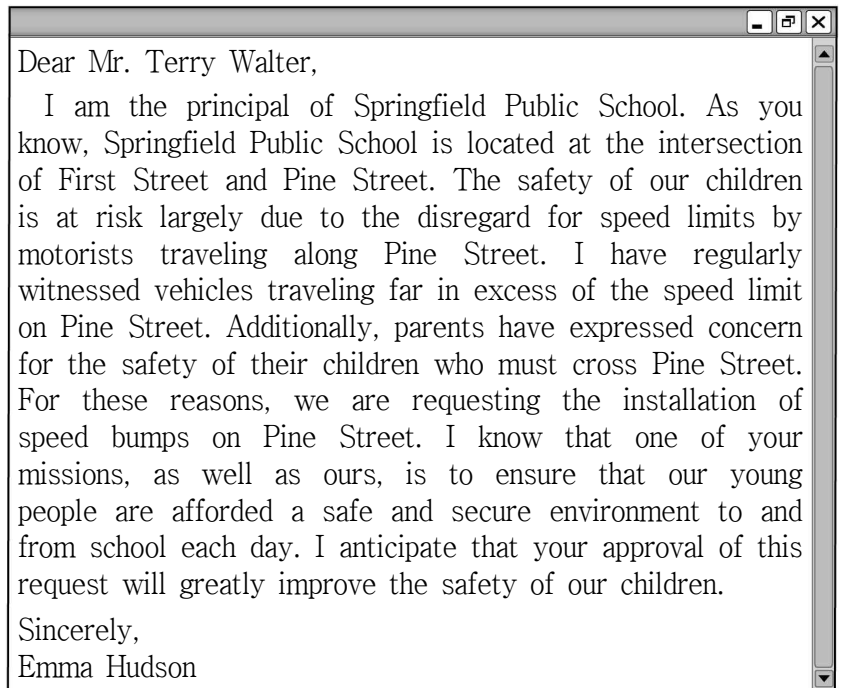 Dear Mr. Terry Walter,
I am the principal of Springfield Public School. As you
know, Springfield Public School is located at the intersection
of First Street and Pine Street. The safety of our children
is at risk largely due to the disregard for speed limits by
motorists traveling along Pine Street. I have regularly
witnessed vehicles traveling far in excess of the speed limit
on Pine Street. Additionally, parents have expressed concern
for the safety of their children who must cross Pine Street.
For these reasons, we are requesting the installation of
speed bumps on Pine Street. I know that one of your
missions, as well as ours, is to ensure that our young
people are afforded a safe and secure environment to and
from school each day. I anticipate that your approval of this
request will greatly improve the safety of our children.
Sincerely,
Emma Hudson